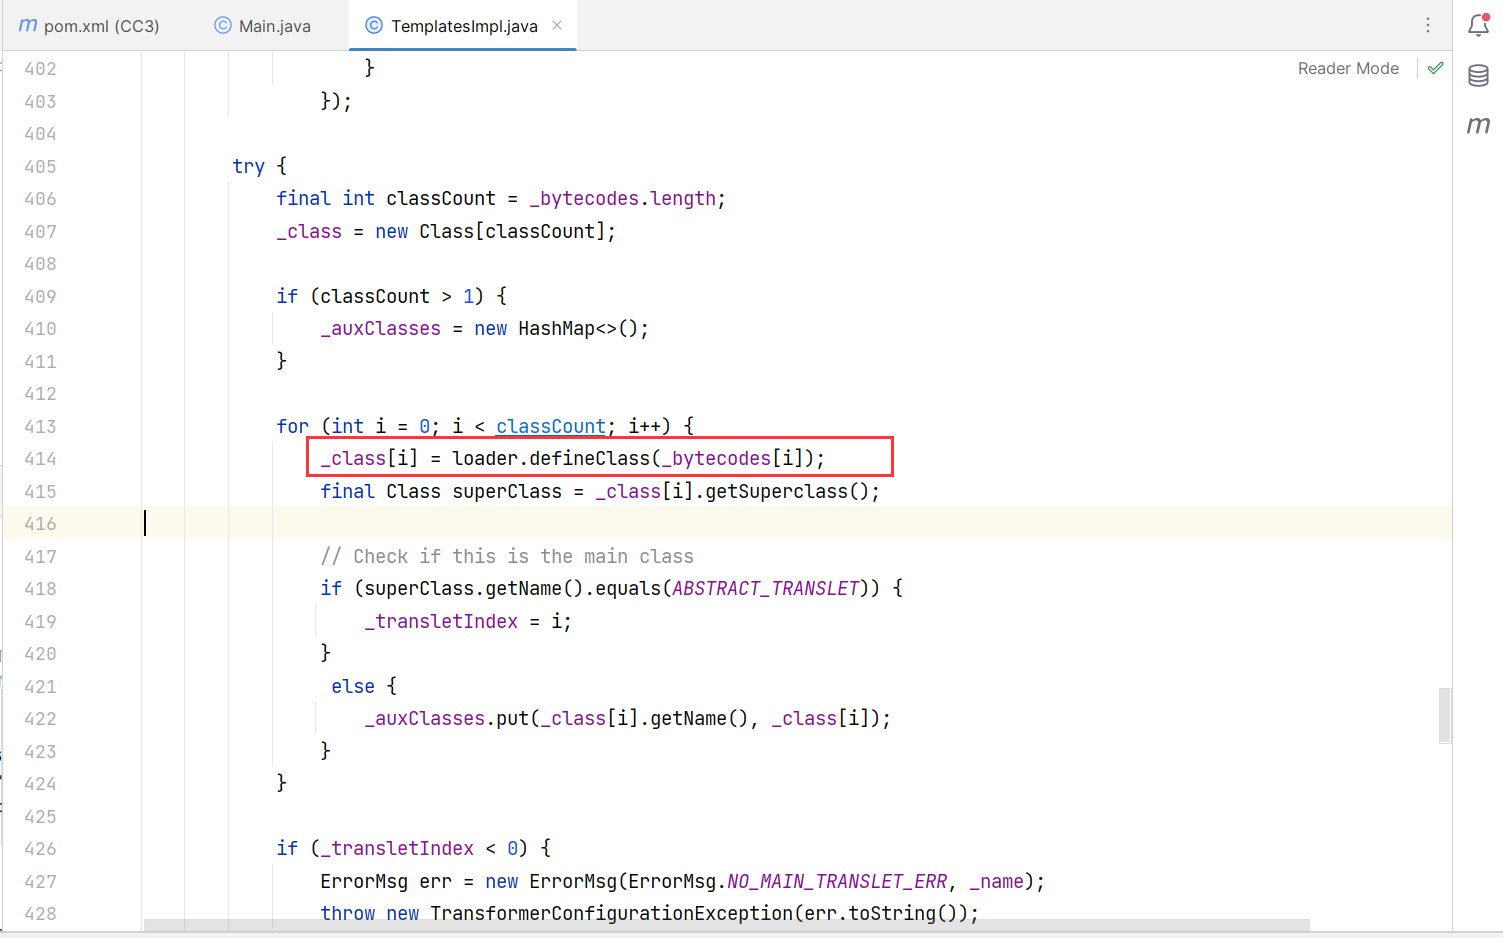 m pom.xml (CC3) © Main.java © TemplatesImpl.java ×
Reader Mode
402 }
403 });
404
405 try {
406 final int classCount = _bytecodes.length;
407 _class = new Class[classCount];
408
409 if (classCount > 1) {
410 _auxClasses = new HashMap<>();
411 }
412
413 for (int i = 0; i < classCount; i++) {
414 _class[i] = loader.defineClass(_bytecodes[i]);
415 final Class superClass = _class[i].getSuperclass();
416
417 // Check if this is the main class
418 if (superClass.getName().equals(ABSTRACT_TRANSLET)) {
419 _transletIndex = i;
420 }
421 else {
422 _auxClasses.put(_class[i].getName(), _class[i]);
423 }
424 }
425
426 if (_transletIndex < 0) {
427 ErrorMsg err = new ErrorMsg(ErrorMsg.NO_MAIN_TRANSLET_ERR, _name);
428 throw new TransformerConfigurationException(err.toString());
m